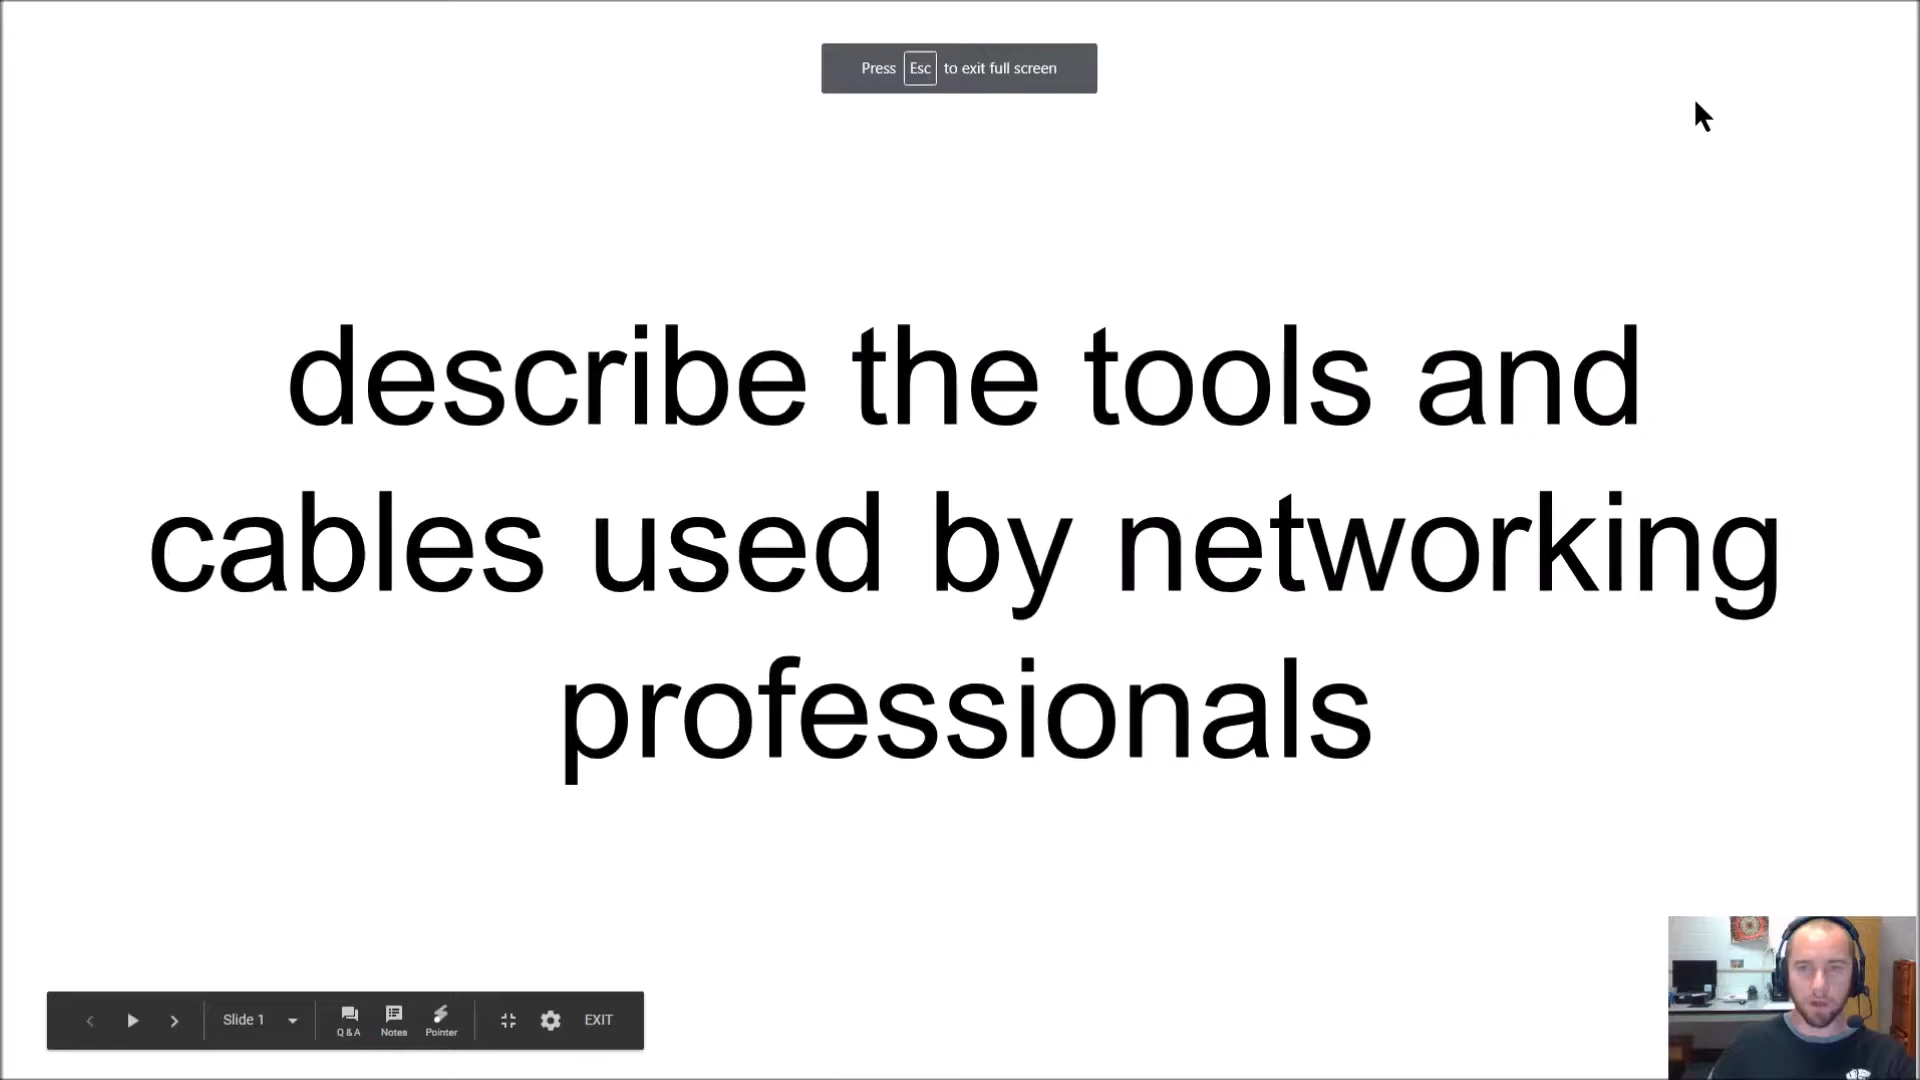 Press Esc to exit full screen
describe the tools and
cables used by networking
professionals
Slide 1
Q & A
Notes
Pointer
EXIT